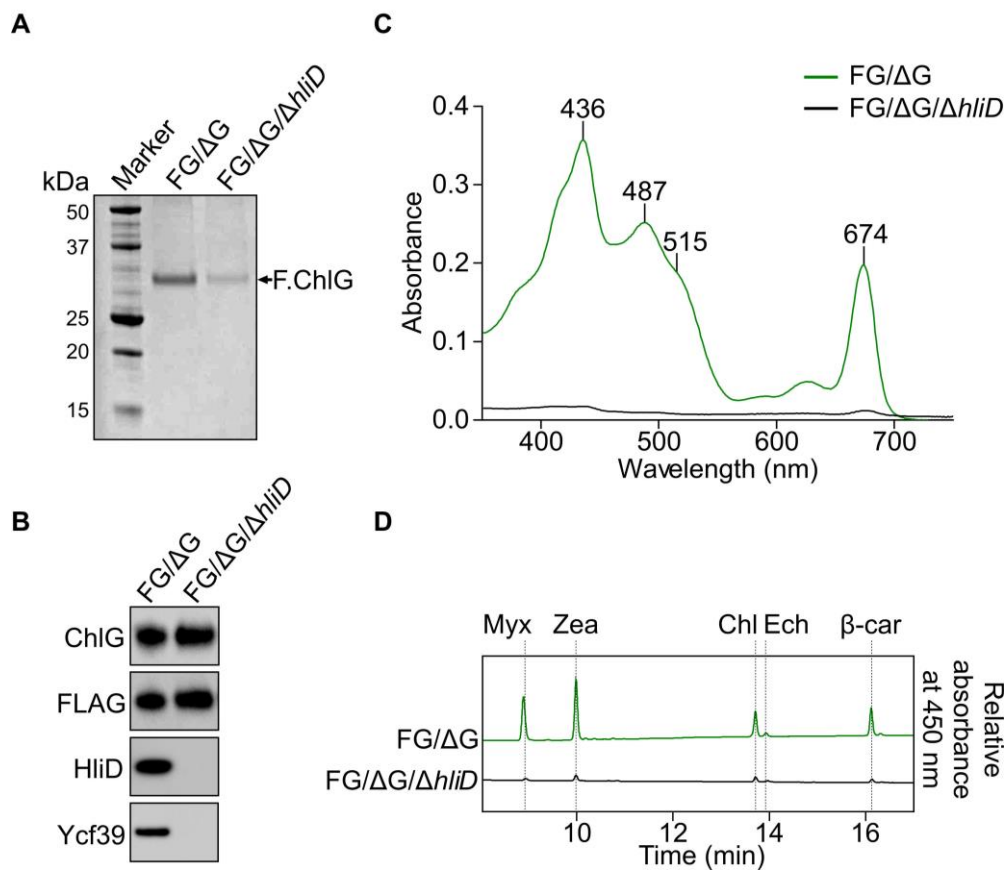 A
kDa
Marker
FG/ΔG
FG/ΔG/ΔhliD
50
37
25
20
15
F.ChlG
B
FG/ΔG
FG/ΔG/ΔhliD
ChlG
FLAG
HliD
Ycf39
C
FG/ΔG
FG/ΔG/ΔhliD
Absorbance
0.4
0.3
0.2
0.1
0.0
436
487
515
674
400 500 600 700
Wavelength (nm)
D
Myx Zea Chl Ech β-car
FG/ΔG
FG/ΔG/ΔhliD
Relative
absorbance
at 450 nm
10 12 14 16
Time (min)